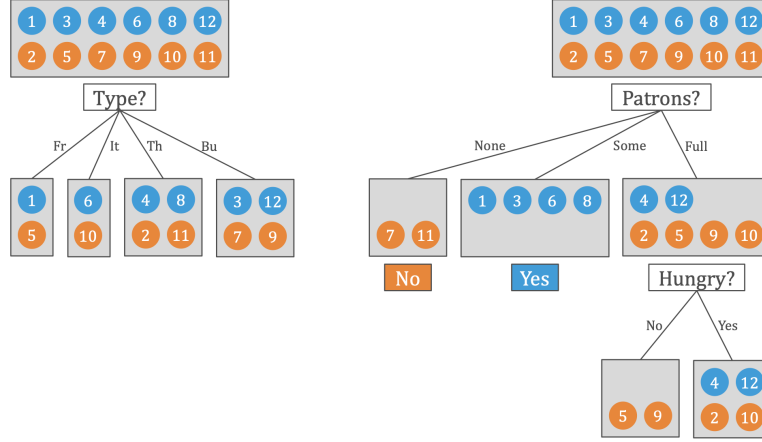 1 3 4 6 8 12
2 5 7 9 10 11
Type?
Fr It Th Bu
1
5
6
10
4 8
2 11
3 12
7 9
1 3 4 6 8 12
2 5 7 9 10 11
Patrons?
None Some Full
7 11
1 3 6 8
4 12
2 5 9 10
No
Yes
Hungry?
No Yes
5 9
4 12
2 10